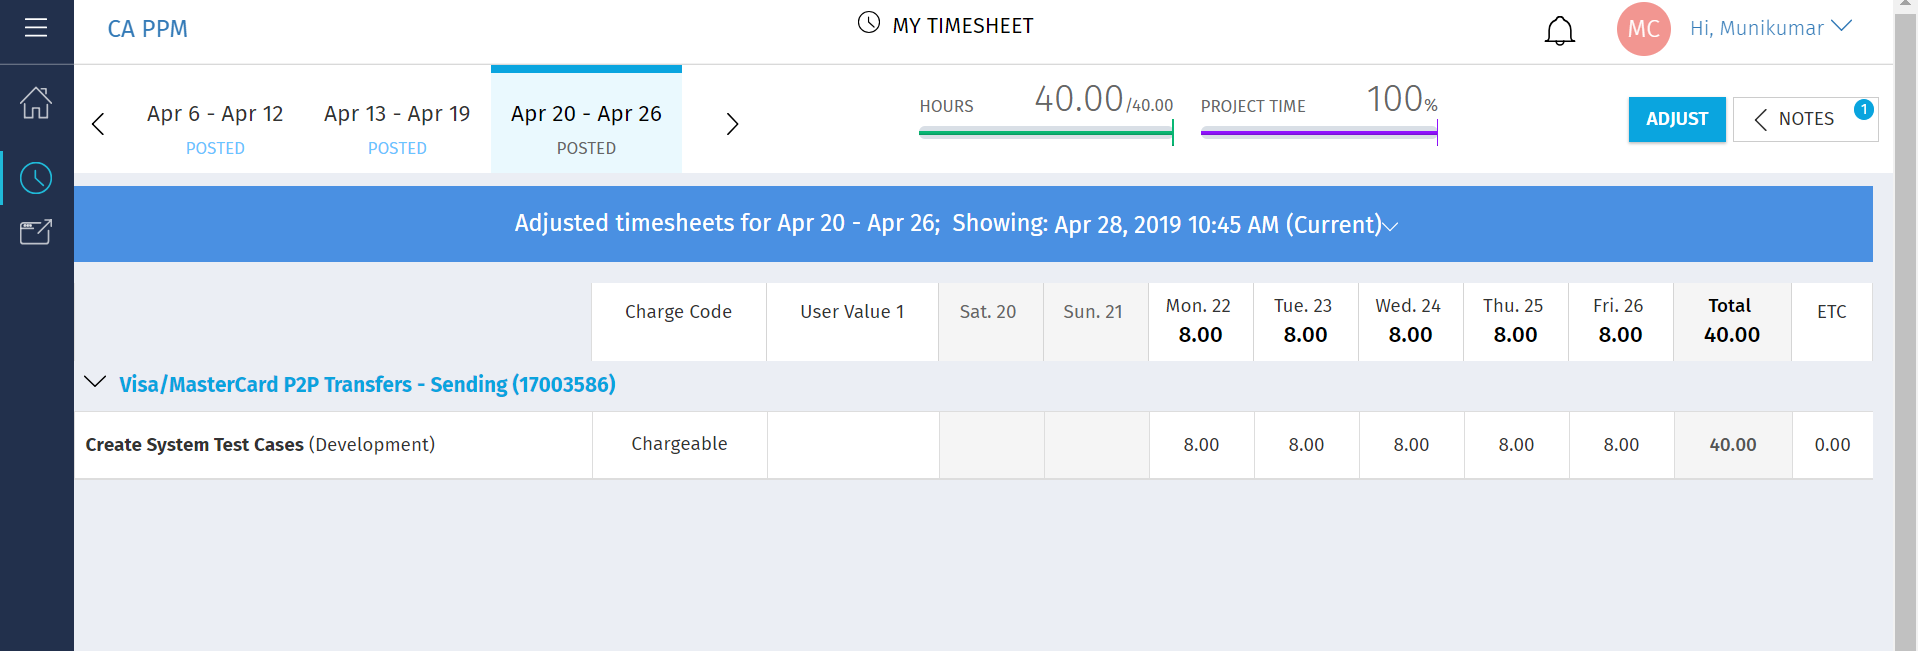 CA PPM
MY TIMESHEET
MC
Hi, Munikumar
Apr 6 - Apr 12
POSTED
Apr 13 - Apr 19
POSTED
Apr 20 - Apr 26
POSTED
HOURS 40.00/40.00
PROJECT TIME 100%
ADJUST
NOTES 1
Adjusted timesheets for Apr 20 - Apr 26; Showing: Apr 28, 2019 10:45 AM (Current)
Charge Code User Value 1 Sat. 20 Sun. 21 Mon. 22 Tue. 23 Wed. 24 Thu. 25 Fri. 26 Total ETC
8.00 8.00 8.00 8.00 8.00 40.00
Visa/MasterCard P2P Transfers - Sending (17003586)
Create System Test Cases (Development) Chargeable 8.00 8.00 8.00 8.00 8.00 40.00 0.00